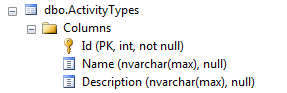 dbo.ActivityTypes
Columns
Id (PK, int, not null)
Name (nvarchar(max), null)
Description (nvarchar(max), null)